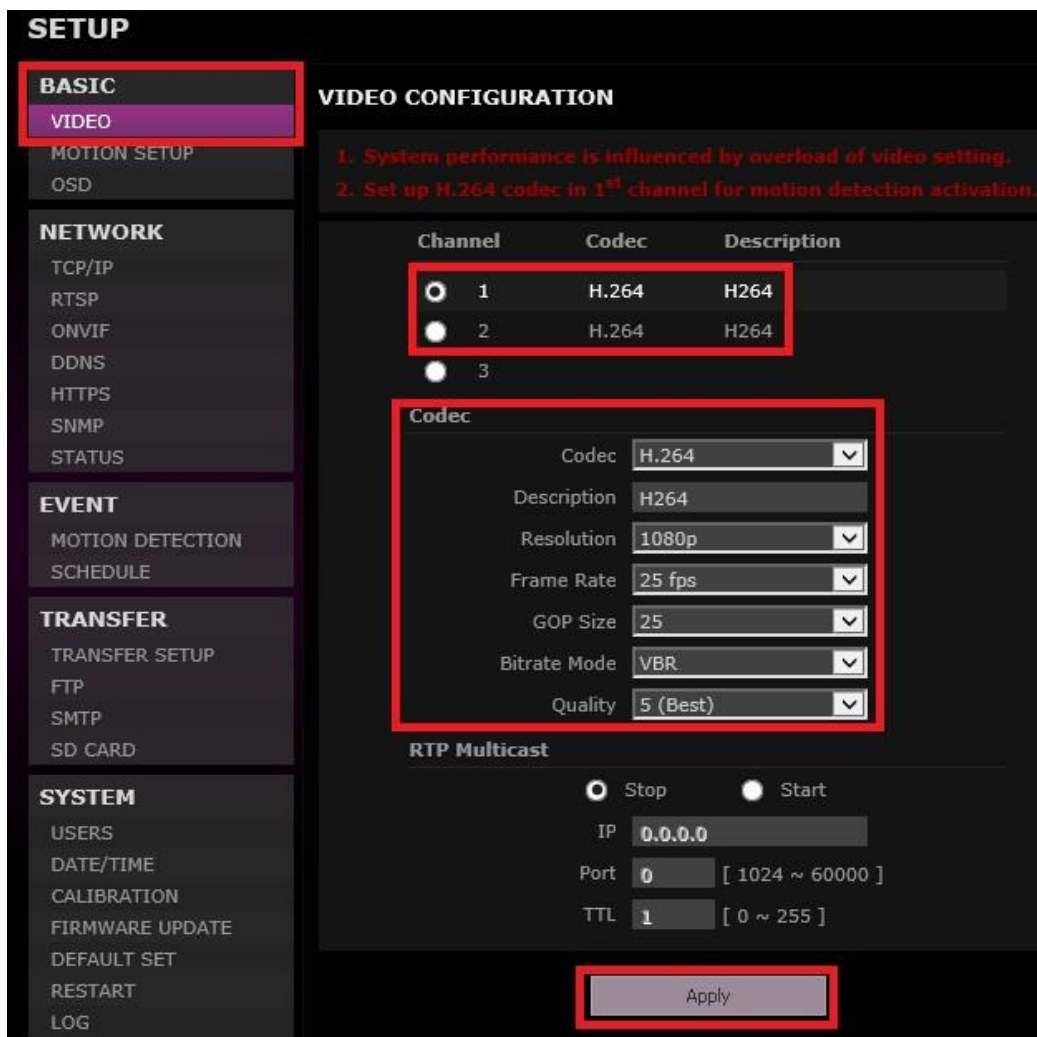 SETUP
BASIC
VIDEO
MOTION SETUP
OSD
NETWORK
TCP/IP
RTSP
ONVIF
DDNS
HTTPS
SNMP
STATUS
EVENT
MOTION DETECTION
SCHEDULE
TRANSFER
TRANSFER SETUP
FTP
SMTP
SD CARD
SYSTEM
USERS
DATE/TIME
CALIBRATION
FIRMWARE UPDATE
DEFAULT SET
RESTART
LOG
VIDEO CONFIGURATION
1. System performance is influenced by overload of video setting.
2. Set up H.264 codec in 1st channel for motion detection activation.
Channel Codec Description
1 H.264 H264
2 H.264 H264
3
Codec
Codec H.264
Description H264
Resolution 1080p
Frame Rate 25 fps
GOP Size 25
Bitrate Mode VBR
Quality 5 (Best)
RTP Multicast
Stop Start
IP 0.0.0.0
Port 0 [ 1024 ~ 60000 ]
TTL 1 [ 0 ~ 255 ]
Apply